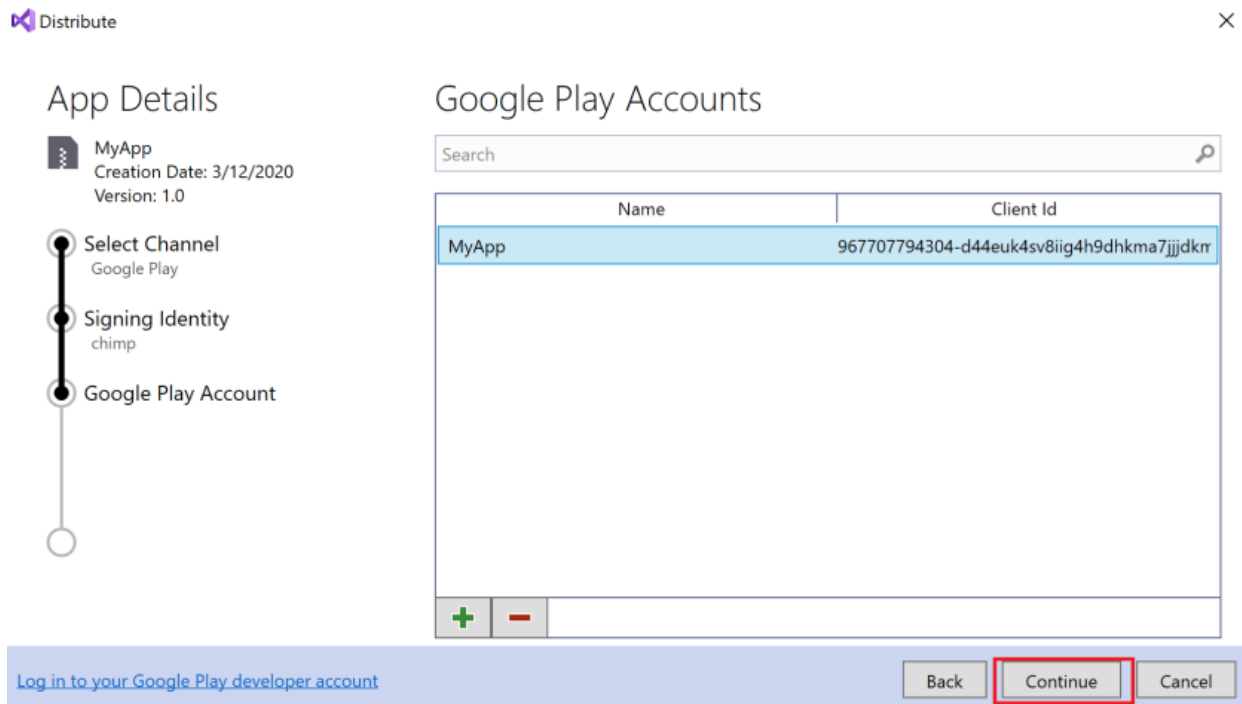 Distribute
App Details
MyApp
Creation Date: 3/12/2020
Version: 1.0
Select Channel
Google Play
Signing Identity
chimp
Google Play Account
Google Play Accounts
Search
Name
Client Id
MyApp
967707794304-d44euk4sv8iig4h9dhkma7jjjdkm
Log in to your Google Play developer account
Back
Continue
Cancel